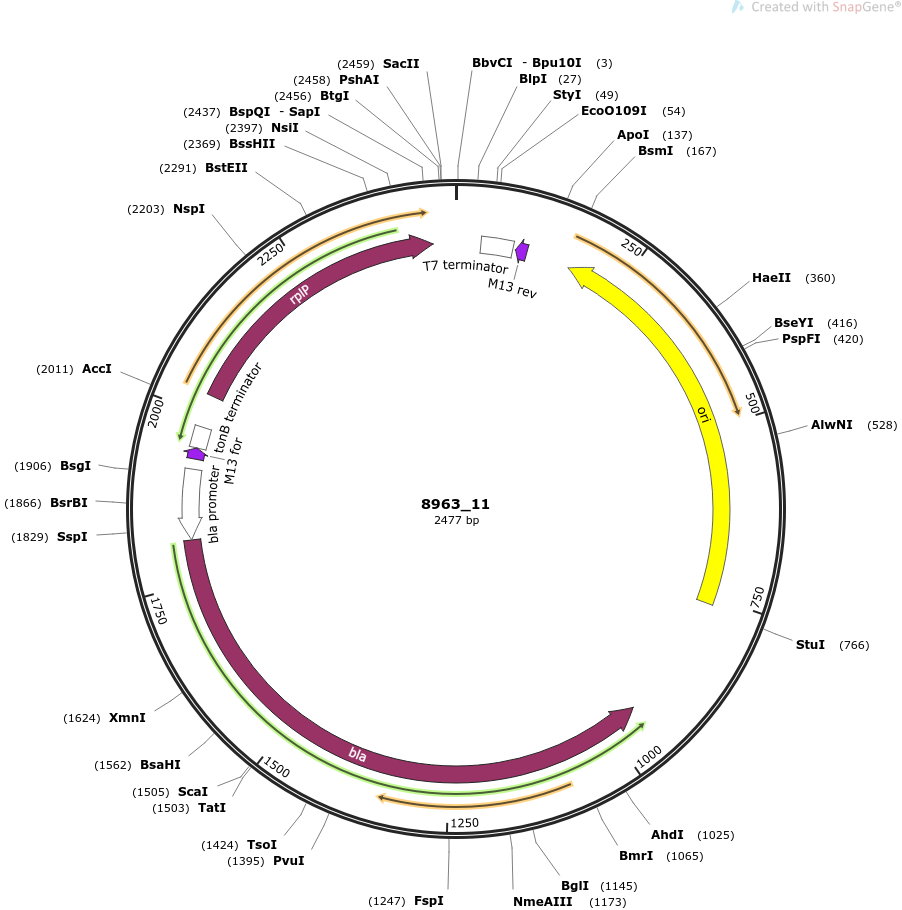 Created with SnapGene®
(2459) SacII
(2458) PshAI
(2456) BtgI
(2437) BspQI - SapI
(2397) NsiI
(2369) BssHII
(2291) BstEII
(2203) NspI
(2011) AccI
(1906) BsgI
(1866) BsrBI
(1829) SspI
(1624) XmnI
(1562) BsaHI
(1505) ScaI
(1503) TatI
(1424) TsoI
(1395) PvuI
(1247) FspI
BbvCI - Bpu10I (3)
BlpI (27)
StyI (49)
EcoO109I (54)
ApoI (137)
BsmI (167)
HaeII (360)
BseYI (416)
PspFI (420)
AlwNI (528)
StuI (766)
AhdI (1025)
BmrI (1065)
BglI (1145)
NmeAIII (1173)
250
500
750
1000
1250
1500
1750
2000
2250
T7 terminator
M13 rev
ori
rplP
tonB terminator
M13 for
bla promoter
bla
8963_11
2477 bp